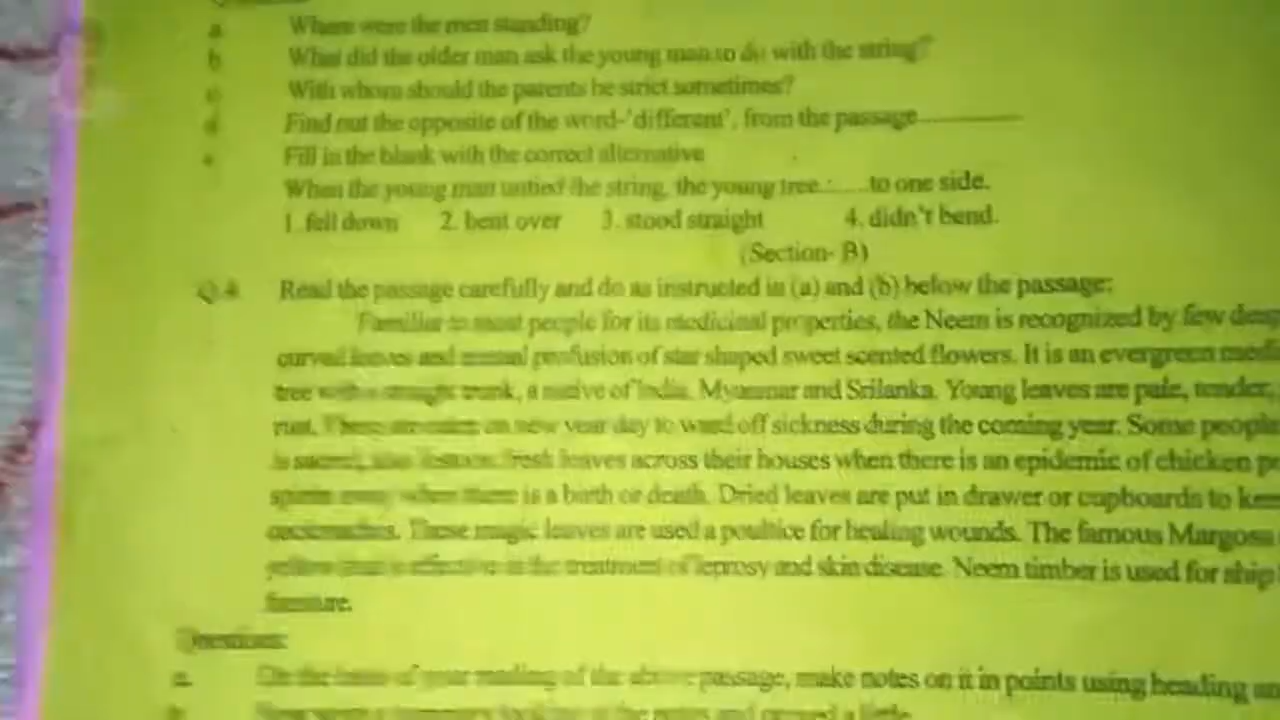 a Where were the men standing?
b What did the older man ask the young man to do with the string?
c With whom should the parents be strict sometimes?
d Find out the opposite of the word-'different', from the passage
e Fill in the blank with the correct alternative
When the young man untied the string, the young tree ...... to one side.
1. fell down 2. bent over 3. stood straight 4. didn't bend.
(Section- B)
Q.4 Read the passage carefully and do as instructed in (a) and (b) below the passage:
Familiar to most people for its medicinal properties, the Neem is recognized by few
curved leaves and annual profusion of star shaped sweet scented flowers. It is an evergreen
tree with a straight trunk, a native of India, Myanmar and Srilanka. Young leaves are pale, tender,
rust. These are eaten on new year day to ward off sickness during the coming year. Some people
is sacred, fresh leaves across their houses when there is an epidemic of chicken
spirits away when there is a birth or death. Dried leaves are put in drawer or cupboards to
These magic leaves are used a poultice for healing wounds. The famous Margosa
is effective in the treatment of leprosy and skin disease. Neem timber is used for ship
furniture.
Questions:
a. On the basis of your reading of the above passage, make notes on it in points using heading
the notes and